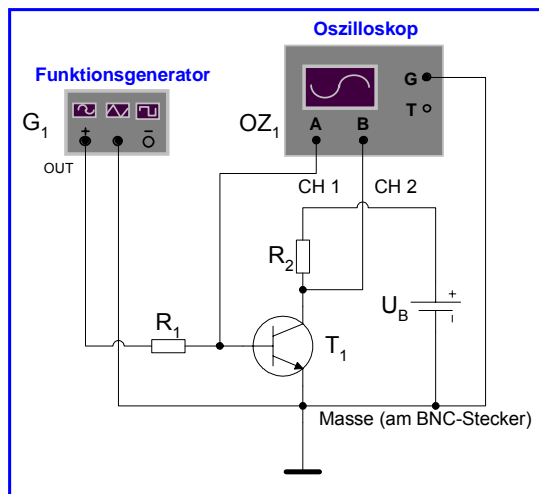 Oszilloskop
Funktionsgenerator
G
G1
+
−
OZ1
T
A
B
OUT
CH 1
CH 2
R2
UB
+
−
R1
T1
Masse (am BNC-Stecker)